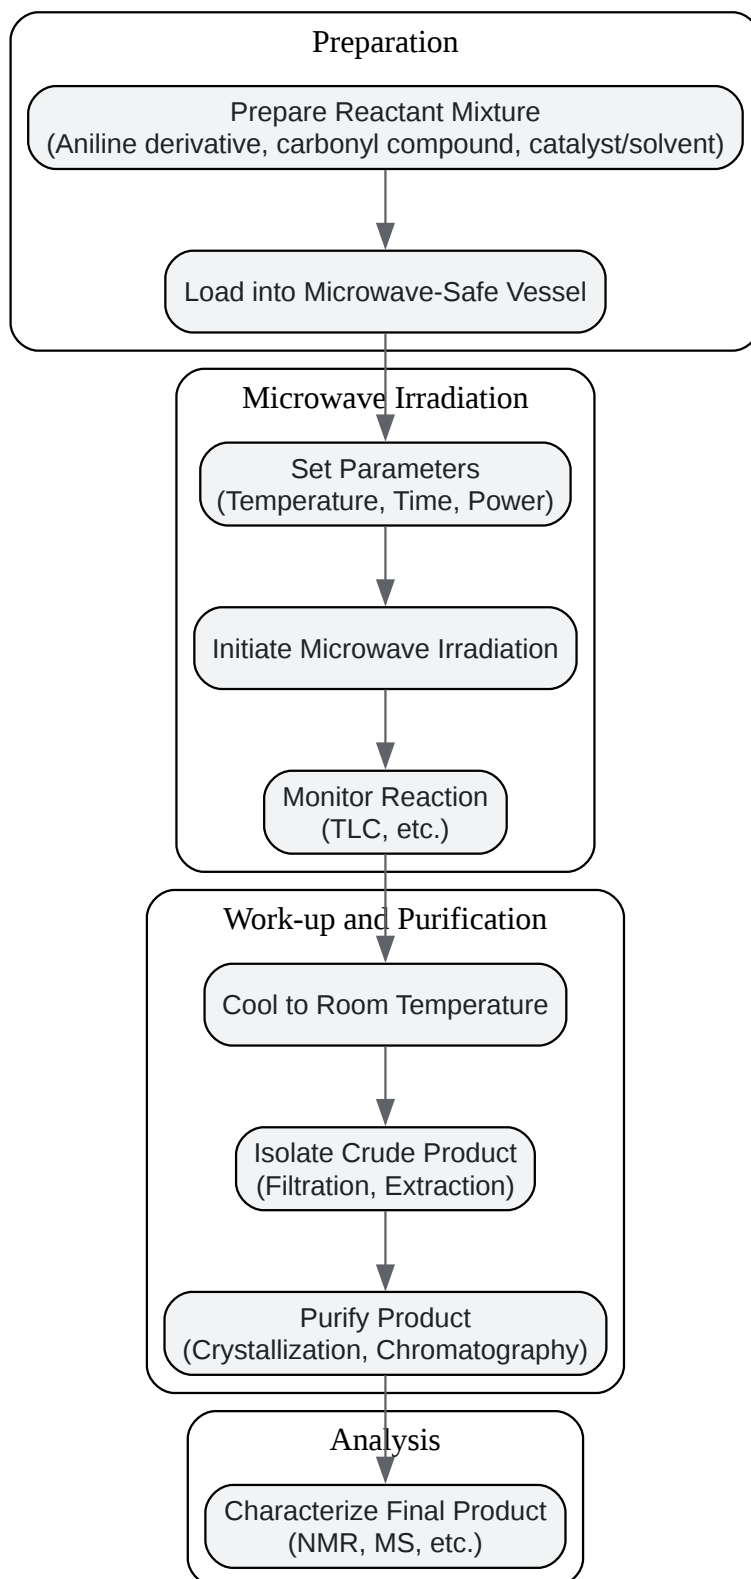 Preparation
Prepare Reactant Mixture
(Aniline derivative, carbonyl compound, catalyst/solvent)
Load into Microwave-Safe Vessel
Microwave Irradiation
Set Parameters
(Temperature, Time, Power)
Initiate Microwave Irradiation
Monitor Reaction
(TLC, etc.)
Work-up and Purification
Cool to Room Temperature
Isolate Crude Product
(Filtration, Extraction)
Purify Product
(Crystallization, Chromatography)
Analysis
Characterize Final Product
(NMR, MS, etc.)